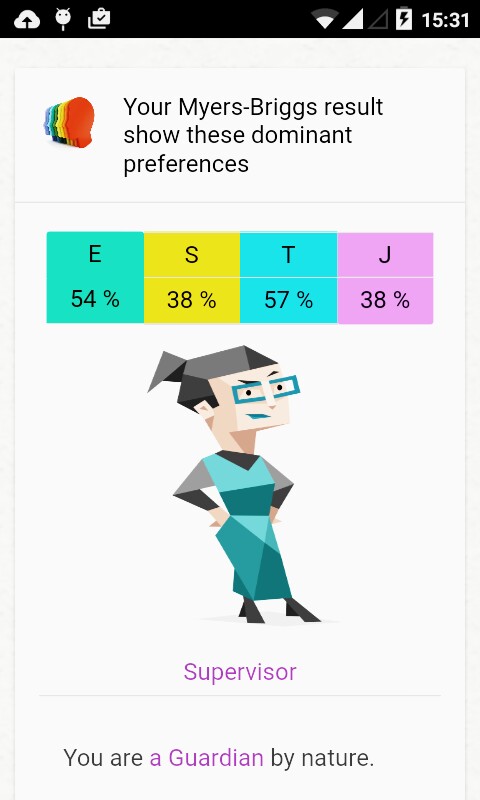 15:31
Your Myers-Briggs result
show these dominant
preferences
E S T J
54 % 38 % 57 % 38 %
Supervisor
You are a Guardian by nature.